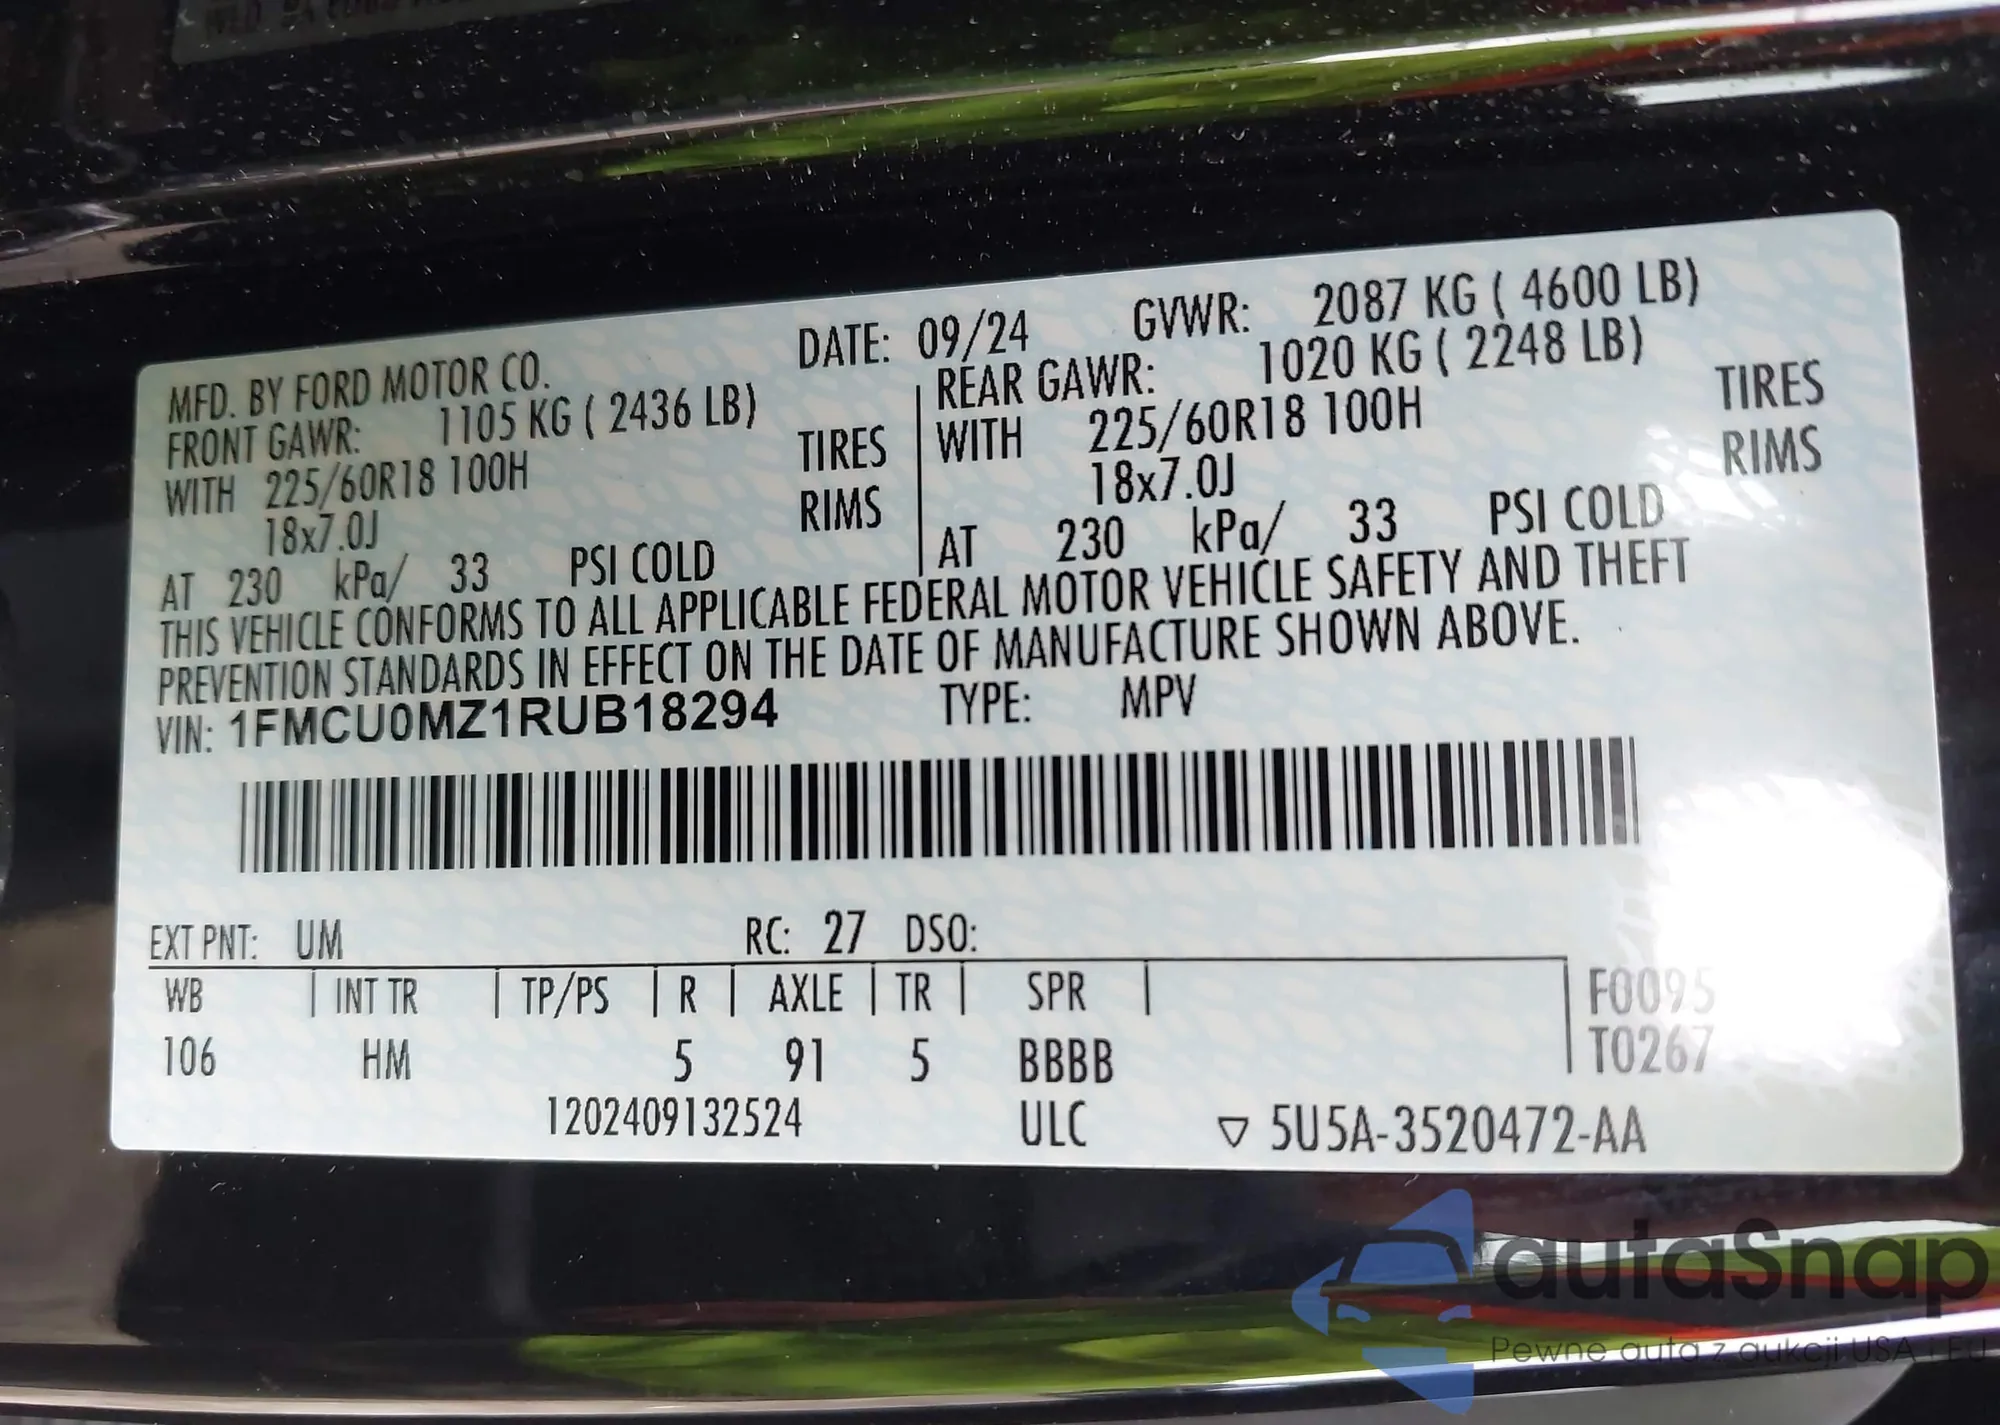 MFD. BY FORD MOTOR CO. DATE: 09/24 GVWR: 2087 KG ( 4600 LB)
FRONT GAWR: 1105 KG ( 2436 LB) REAR GAWR: 1020 KG ( 2248 LB)
WITH 225/60R18 100H TIRES WITH 225/60R18 100H TIRES
18x7.0J RIMS 18x7.0J RIMS
AT 230 kPa/ 33 PSI COLD AT 230 kPa/ 33 PSI COLD
THIS VEHICLE CONFORMS TO ALL APPLICABLE FEDERAL MOTOR VEHICLE SAFETY AND THEFT
PREVENTION STANDARDS IN EFFECT ON THE DATE OF MANUFACTURE SHOWN ABOVE.
VIN: 1FMCU0MZ1RUB18294 TYPE: MPV
EXT PNT: UM RC: 27 DSO:
WB INT TR TP/PS R AXLE TR SPR F0095
106 HM 5 91 5 BBBB T0267
1202409132524 ULC 5U5A-3520472-AA
autaSnap
Pewne auta z aukcji USA i EU